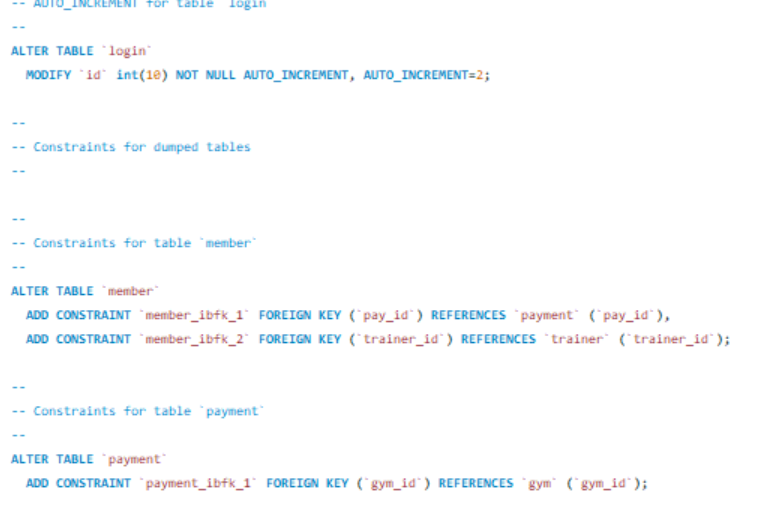 -- AUTO_INCREMENT for table `login`
--
ALTER TABLE `login`
  MODIFY `id` int(10) NOT NULL AUTO_INCREMENT, AUTO_INCREMENT=2;
--
-- Constraints for dumped tables
--
--
-- Constraints for table `member`
--
ALTER TABLE `member`
  ADD CONSTRAINT `member_ibfk_1` FOREIGN KEY (`pay_id`) REFERENCES `payment` (`pay_id`),
  ADD CONSTRAINT `member_ibfk_2` FOREIGN KEY (`trainer_id`) REFERENCES `trainer` (`trainer_id`);
--
-- Constraints for table `payment`
--
ALTER TABLE `payment`
  ADD CONSTRAINT `payment_ibfk_1` FOREIGN KEY (`gym_id`) REFERENCES `gym` (`gym_id`);